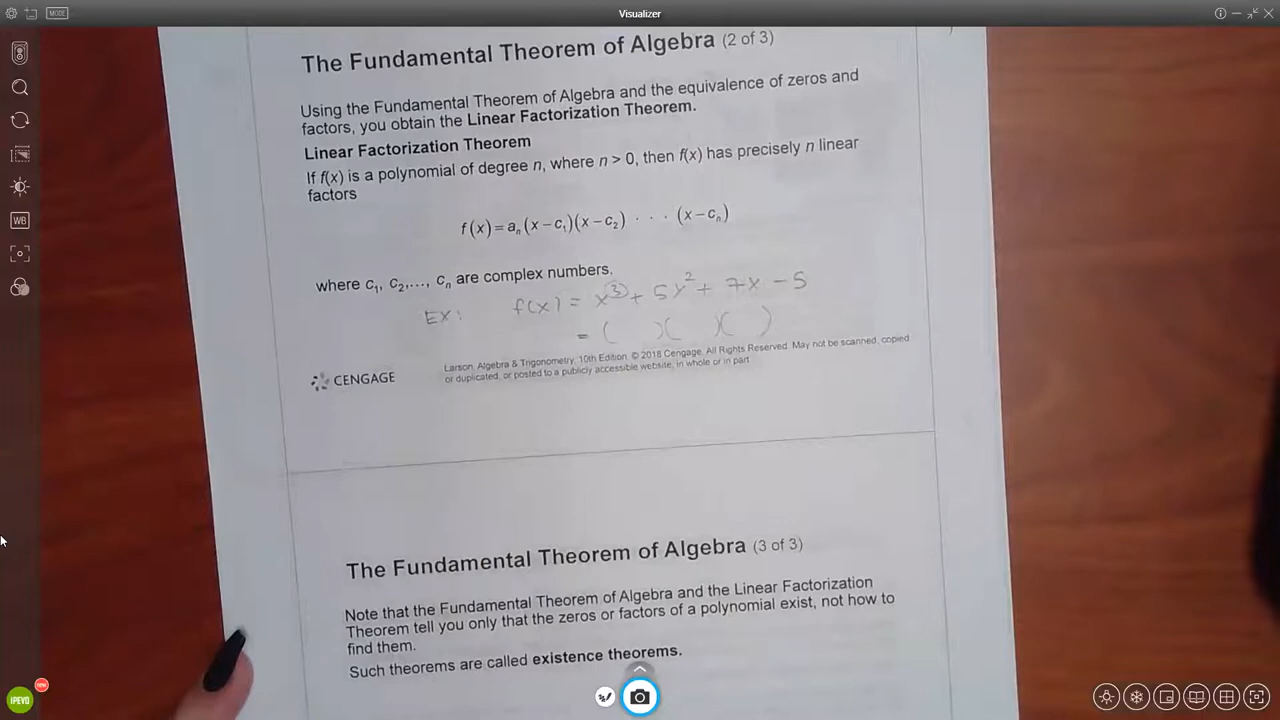 MODE
Visualizer
The Fundamental Theorem of Algebra (2 of 3)
Using the Fundamental Theorem of Algebra and the equivalence of zeros and
factors, you obtain the Linear Factorization Theorem.
Linear Factorization Theorem
If f(x) is a polynomial of degree n, where n > 0, then f(x) has precisely n linear
factors
f(x) = aₙ(x−c₁)(x−c₂) · · · (x−cₙ)
where c₁, c₂,..., cₙ are complex numbers.
EX: f(x) = x³ + 5x² + 7x − 5
= ( )( )( )
CENGAGE
Larson, Algebra & Trigonometry, 10th Edition. © 2018 Cengage. All Rights Reserved. May not be scanned, copied
or duplicated, or posted to a publicly accessible website, in whole or in part.
WB
The Fundamental Theorem of Algebra (3 of 3)
Note that the Fundamental Theorem of Algebra and the Linear Factorization
Theorem tell you only that the zeros or factors of a polynomial exist, not how to
find them.
Such theorems are called existence theorems.
IPEVO
new